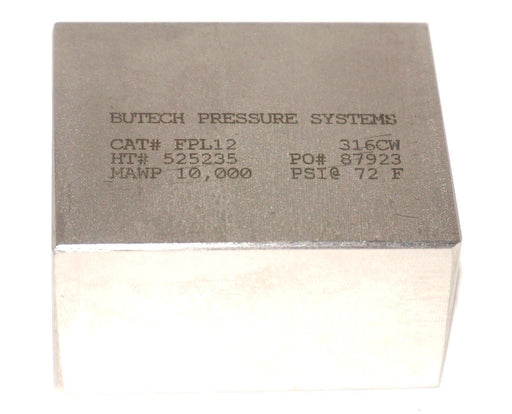 BUTECH PRESSURE SYSTEMS
CAT# FPL12 316CW
HT# 525235 PO# 87923
MAWP 10,000 PSI@ 72 F